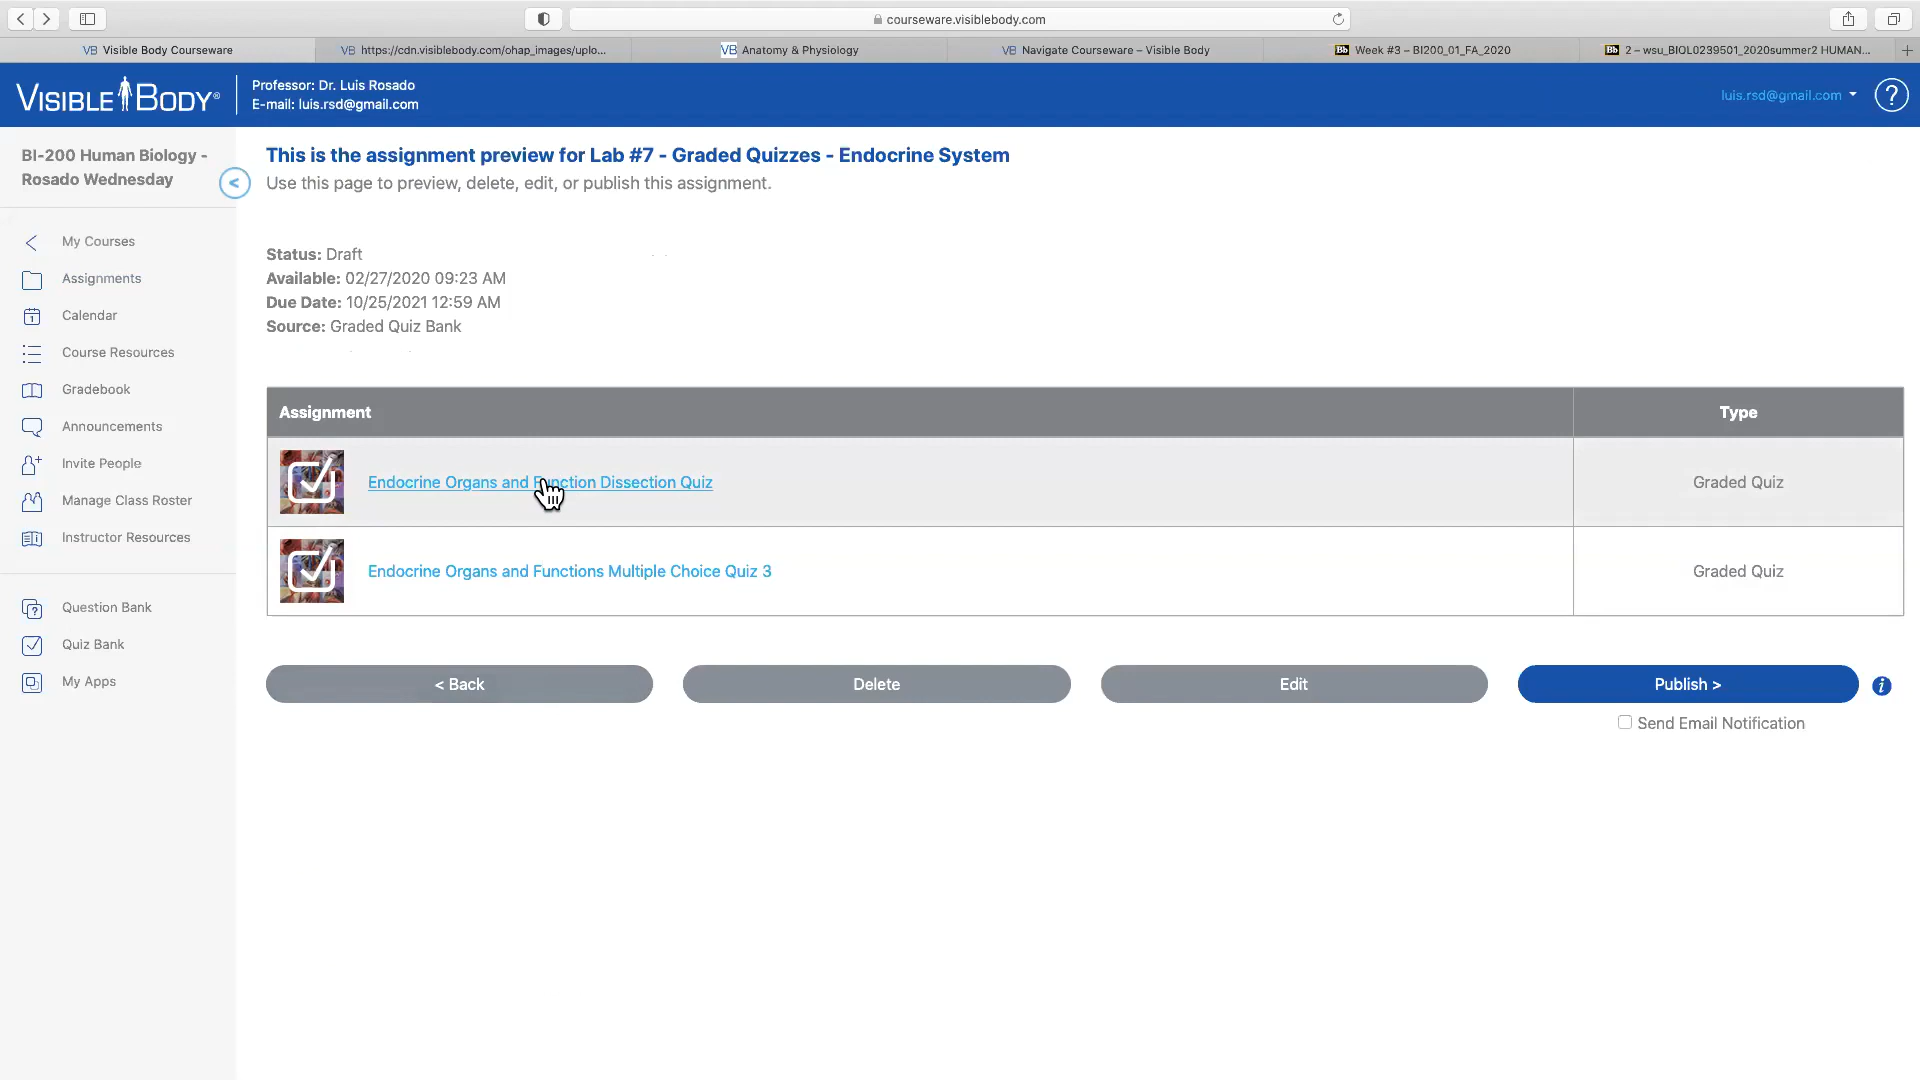 courseware.visiblebody.com
VB Visible Body Courseware
VB https://cdn.visiblebody.com/ohap_images/uplo...
VB Anatomy & Physiology
VB Navigate Courseware – Visible Body
Bb Week #3 – BI200_01_FA_2020
Bb 2 – wsu_BIOL0239501_2020summer2 HUMAN...
VISIBLE BODY®
Professor: Dr. Luis Rosado
E-mail: luis.rsd@gmail.com
luis.rsd@gmail.com
?
BI-200 Human Biology -
Rosado Wednesday
<
My Courses
Assignments
Calendar
Course Resources
Gradebook
Announcements
Invite People
Manage Class Roster
Instructor Resources
Question Bank
Quiz Bank
My Apps
This is the assignment preview for Lab #7 - Graded Quizzes - Endocrine System
Use this page to preview, delete, edit, or publish this assignment.
Status: Draft
Available: 02/27/2020 09:23 AM
Due Date: 10/25/2021 12:59 AM
Source: Graded Quiz Bank
Assignment
Type
Endocrine Organs and Function Dissection Quiz
Graded Quiz
Endocrine Organs and Functions Multiple Choice Quiz 3
Graded Quiz
< Back
Delete
Edit
Publish >
i
Send Email Notification